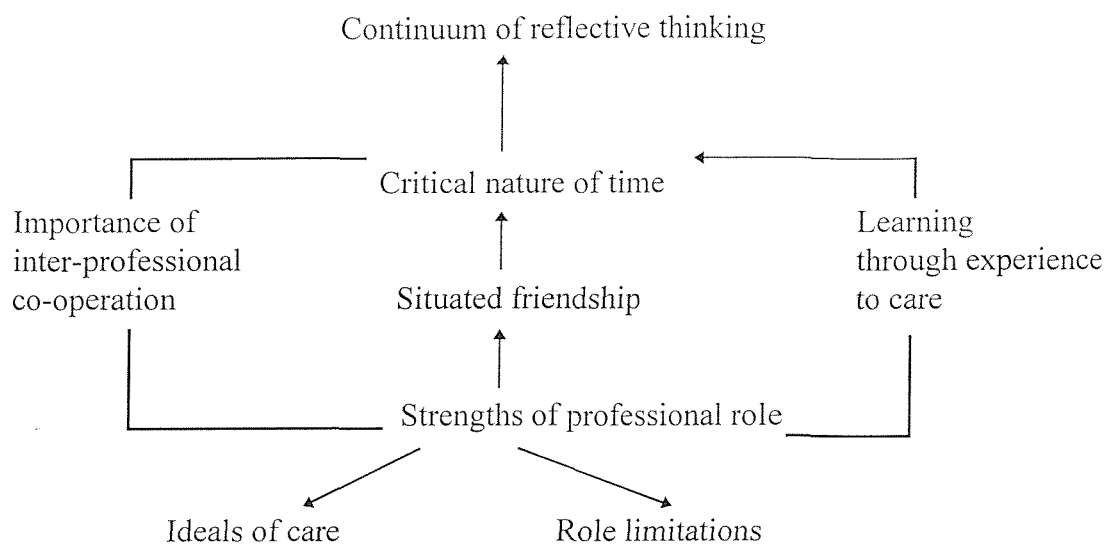 Continuum of reflective thinking
Critical nature of time
Importance of
inter-professional
co-operation
Learning
through experience
to care
Situated friendship
Strengths of professional role
Ideals of care
Role limitations